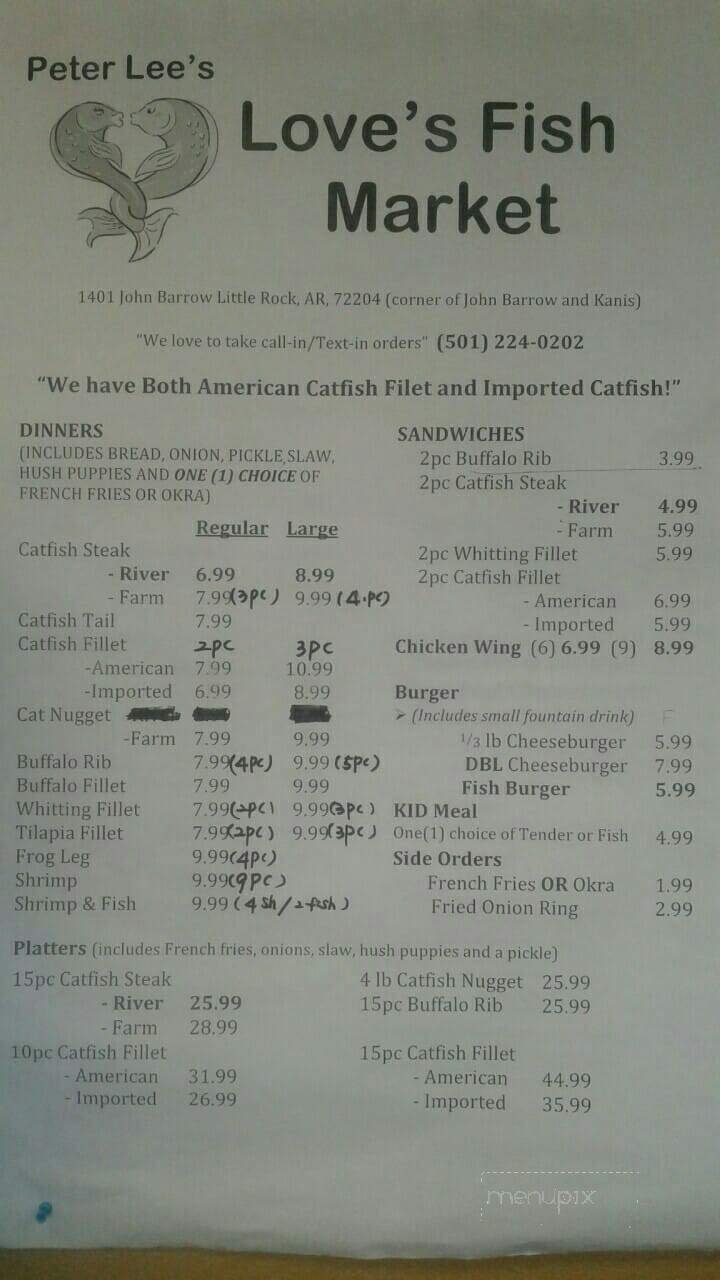 Peter Lee's
Love's Fish
Market
1401 John Barrow Little Rock, AR, 72204 (corner of John Barrow and Kanis)
"We love to take call-in/Text-in orders" (501) 224-0202
"We have Both American Catfish Filet and Imported Catfish!"
DINNERS
(INCLUDES BREAD, ONION, PICKLE,SLAW,
HUSH PUPPIES AND ONE (1) CHOICE OF
FRENCH FRIES OR OKRA)
Regular Large
Catfish Steak
- River 6.99 8.99
- Farm 7.99(3pc) 9.99 (4.pc)
Catfish Tail 7.99
Catfish Fillet 2pc 3pc
-American 7.99 10.99
-Imported 6.99 8.99
Cat Nugget
-Farm 7.99 9.99
Buffalo Rib 7.99(4pc) 9.99 (5pc)
Buffalo Fillet 7.99 9.99
Whitting Fillet 7.99(2pc) 9.99(3pc)
Tilapia Fillet 7.99(2pc) 9.99(3pc)
Frog Leg 9.99(4pc)
Shrimp 9.99(9pc)
Shrimp & Fish 9.99 (4sh/2fish)
SANDWICHES
2pc Buffalo Rib 3.99
2pc Catfish Steak
- River 4.99
- Farm 5.99
2pc Whitting Fillet 5.99
2pc Catfish Fillet
- American 6.99
- Imported 5.99
Chicken Wing (6) 6.99 (9) 8.99
Burger
➢ (Includes small fountain drink) F
1/3 lb Cheeseburger 5.99
DBL Cheeseburger 7.99
Fish Burger 5.99
KID Meal
One(1) choice of Tender or Fish 4.99
Side Orders
French Fries OR Okra 1.99
Fried Onion Ring 2.99
Platters (includes French fries, onions, slaw, hush puppies and a pickle)
15pc Catfish Steak
- River 25.99
- Farm 28.99
10pc Catfish Fillet
- American 31.99
- Imported 26.99
4 lb Catfish Nugget 25.99
15pc Buffalo Rib 25.99
15pc Catfish Fillet
- American 44.99
- Imported 35.99
menupix